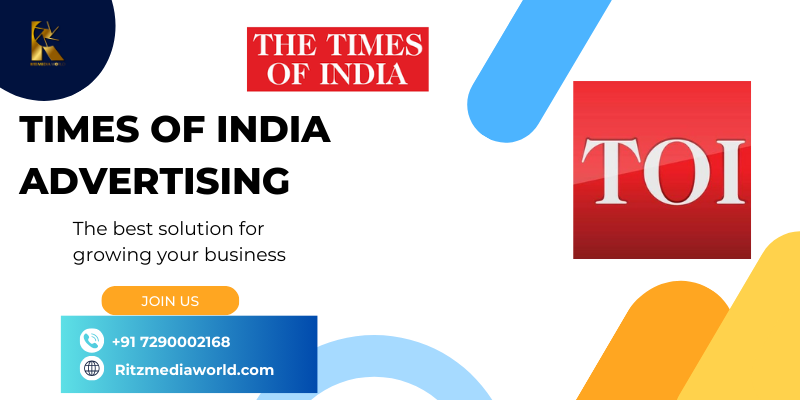 THE TIMES
OF INDIA
TIMES OF INDIA
ADVERTISING
The best solution for
growing your business
JOIN US
+91 7290002168
Ritzmediaworld.com
TOI